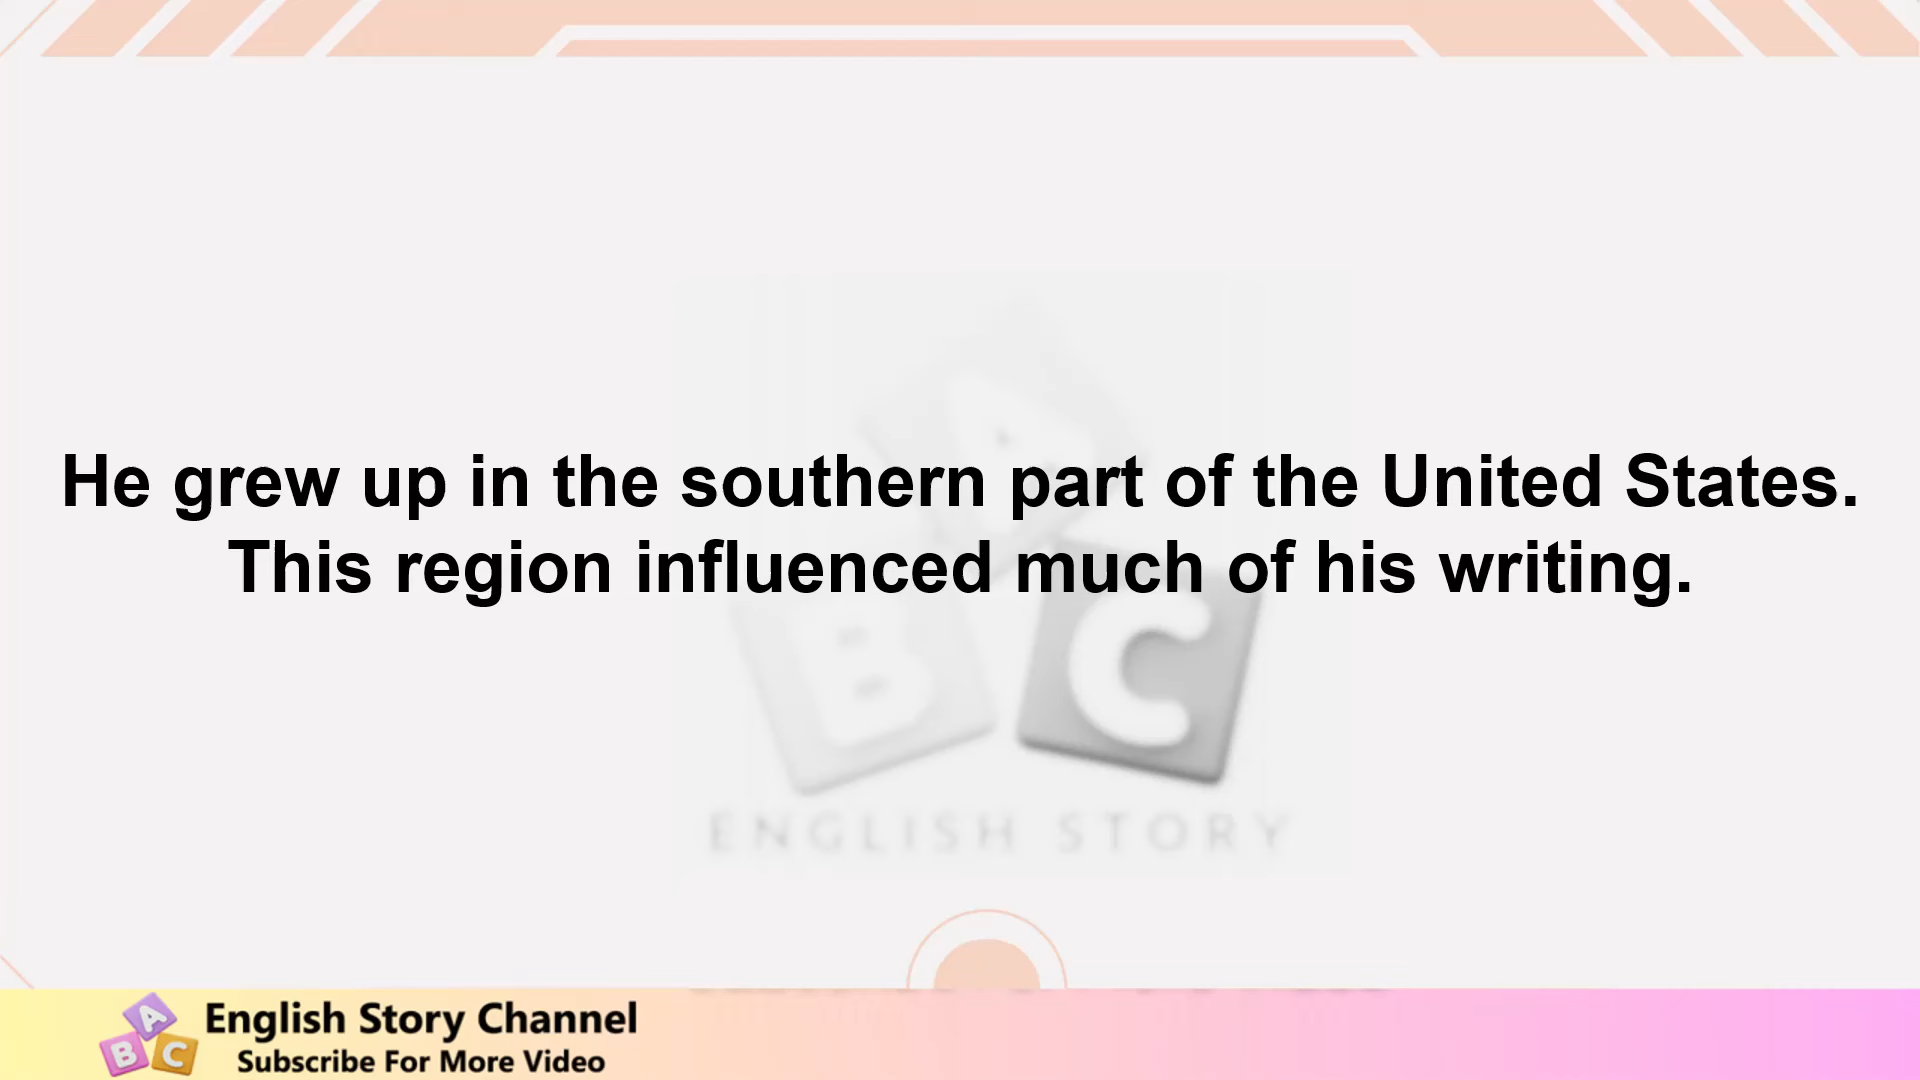 He grew up in the southern part of the United States.
This region influenced much of his writing.
A
B
C
ENGLISH STORY
A
B C
English Story Channel
Subscribe For More Video